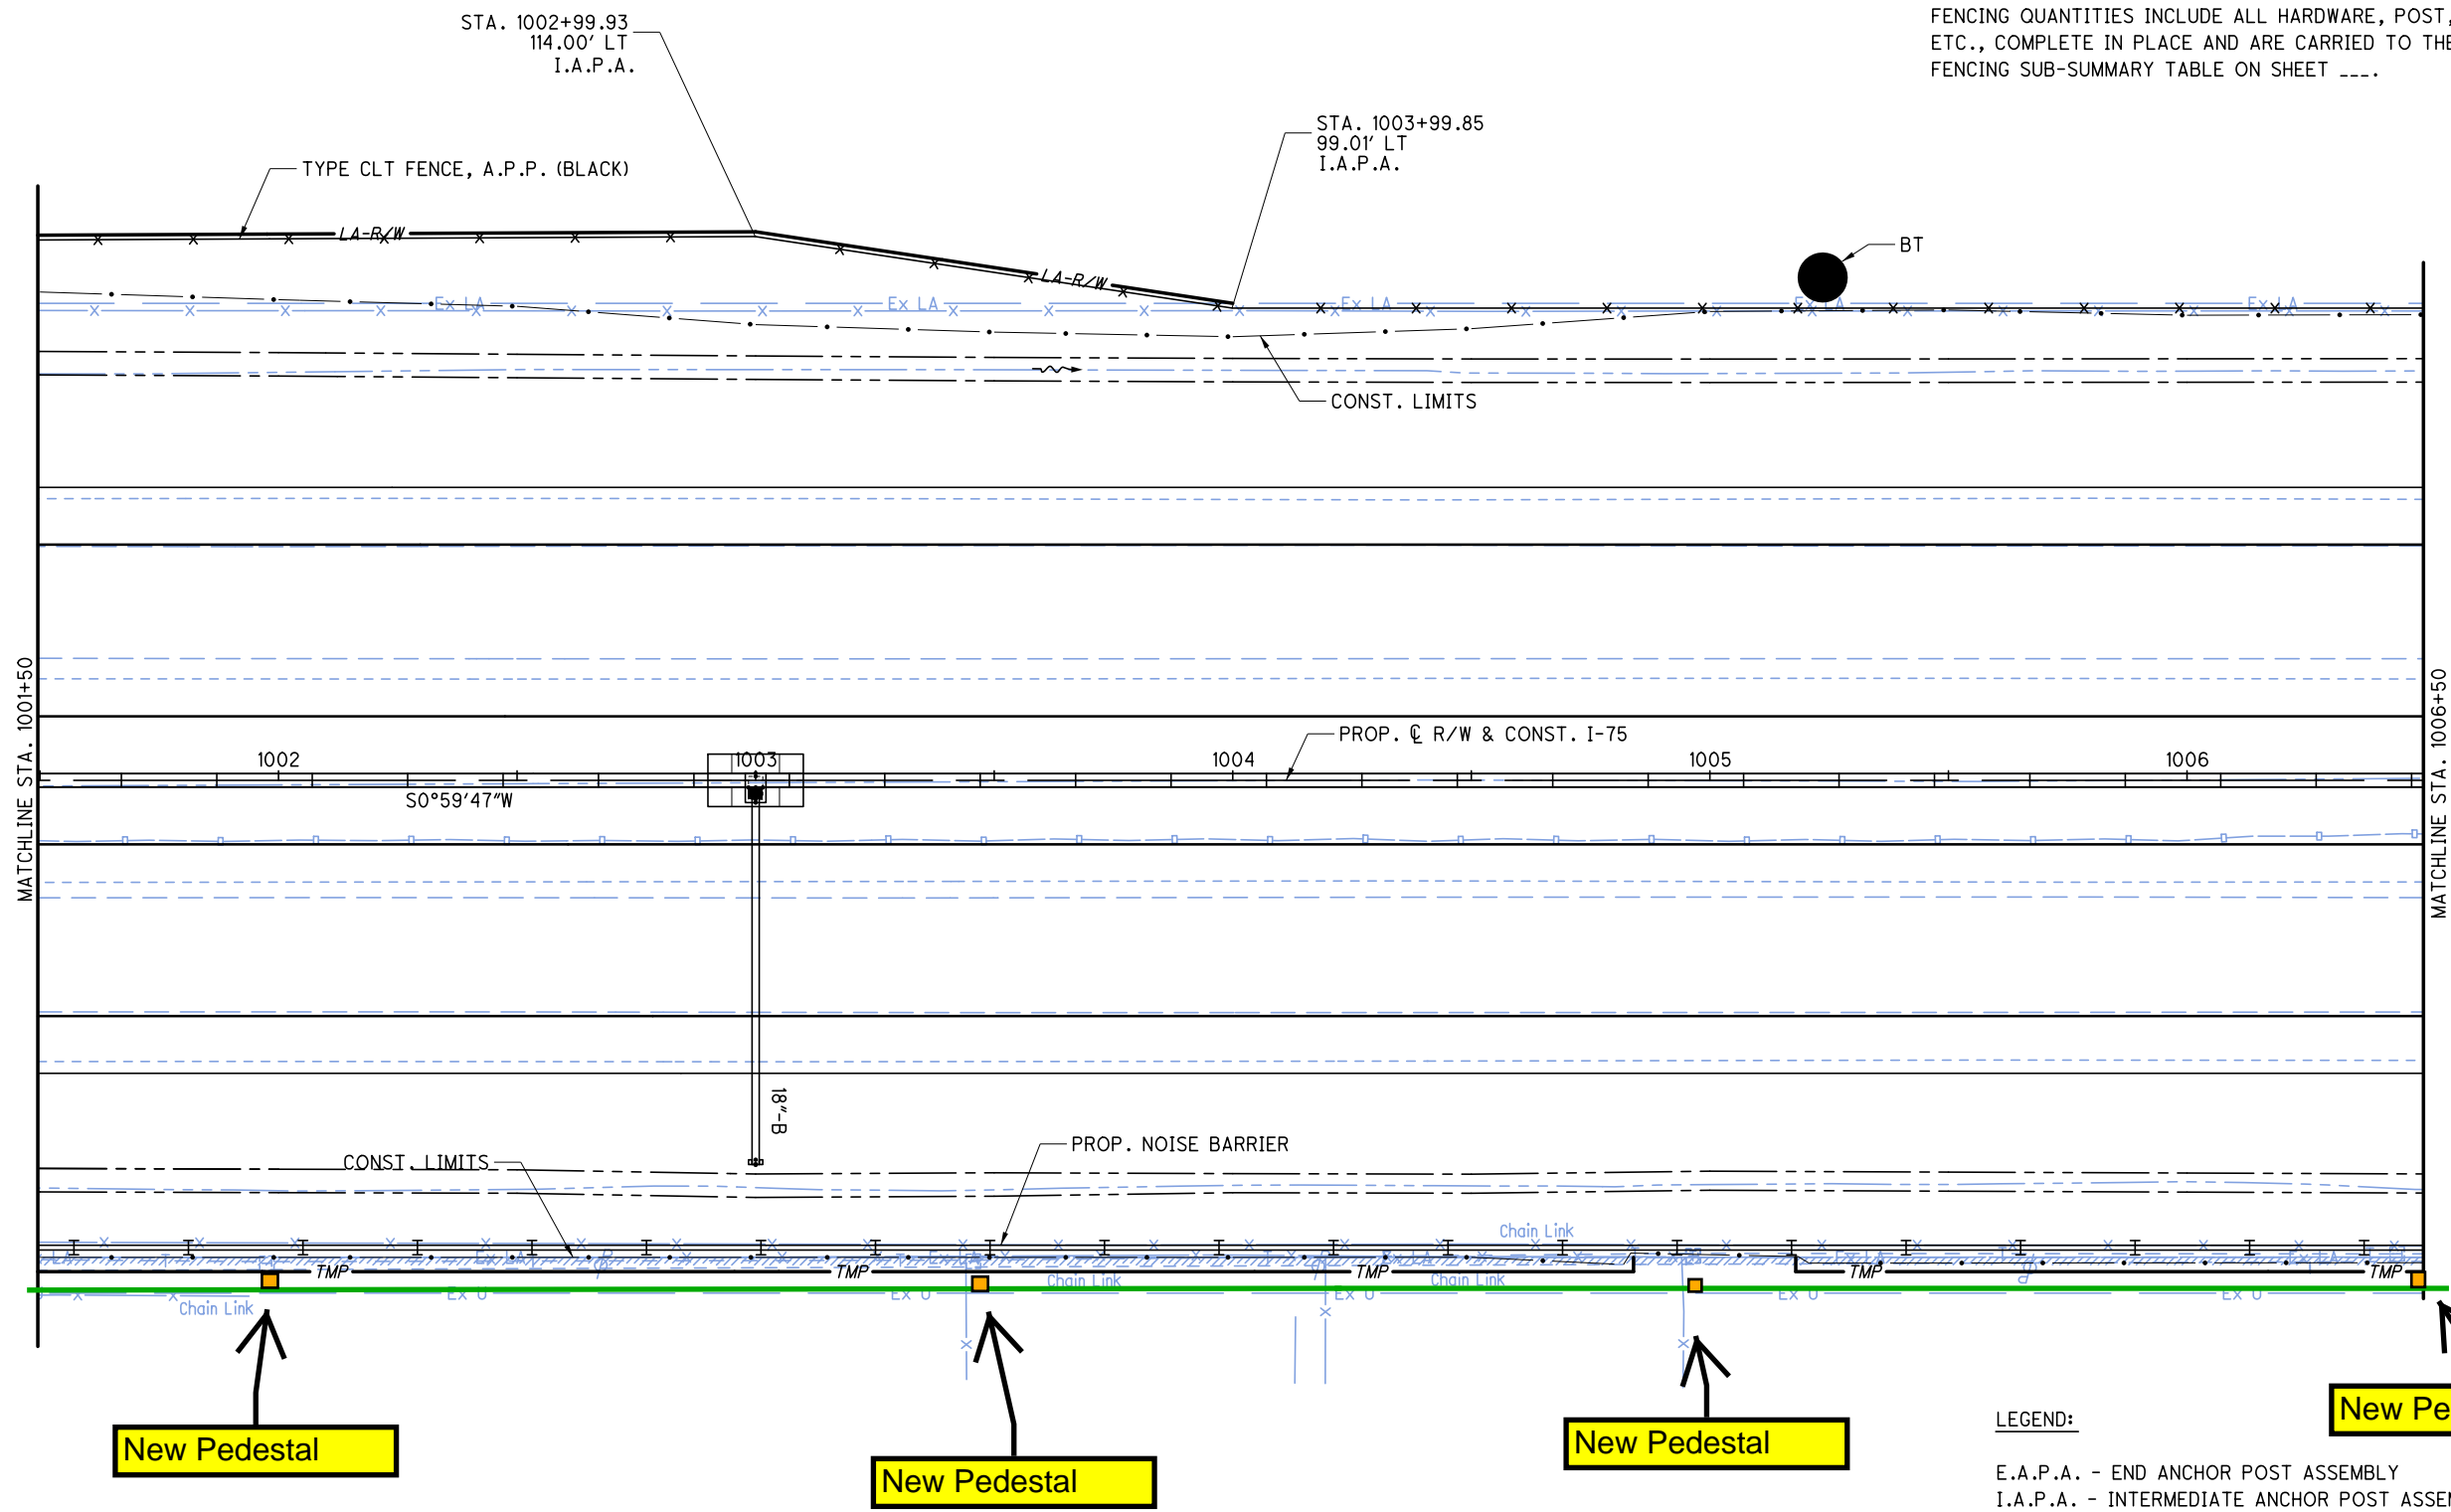 FENCING QUANTITIES INCLUDE ALL HARDWARE, POST,
ETC., COMPLETE IN PLACE AND ARE CARRIED TO THE
FENCING SUB-SUMMARY TABLE ON SHEET ___.
STA. 1002+99.93
114.00' LT
I.A.P.A.
STA. 1003+99.85
99.01' LT
I.A.P.A.
TYPE CLT FENCE, A.P.P. (BLACK)
LA-R/W
LA-R/W
BT
Ex LA
Ex LA
Ex LA
Ex LA
Ex LA
CONST. LIMITS
MATCHLINE STA. 1001+50
MATCHLINE STA. 1006+50
PROP. ℄ R/W & CONST. I-75
1002
1003
1004
1005
1006
S0°59'47"W
18"-B
PROP. NOISE BARRIER
CONST. LIMITS
Chain Link
TMP
TMP
TMP
TMP
TMP
Chain Link
Chain Link
Chain Link
Ex U
Ex U
Ex U
Ex U
Ex U
New Pedestal
New Pedestal
New Pedestal
New Pe
LEGEND:
E.A.P.A. - END ANCHOR POST ASSEMBLY
I.A.P.A. - INTERMEDIATE ANCHOR POST ASSEM